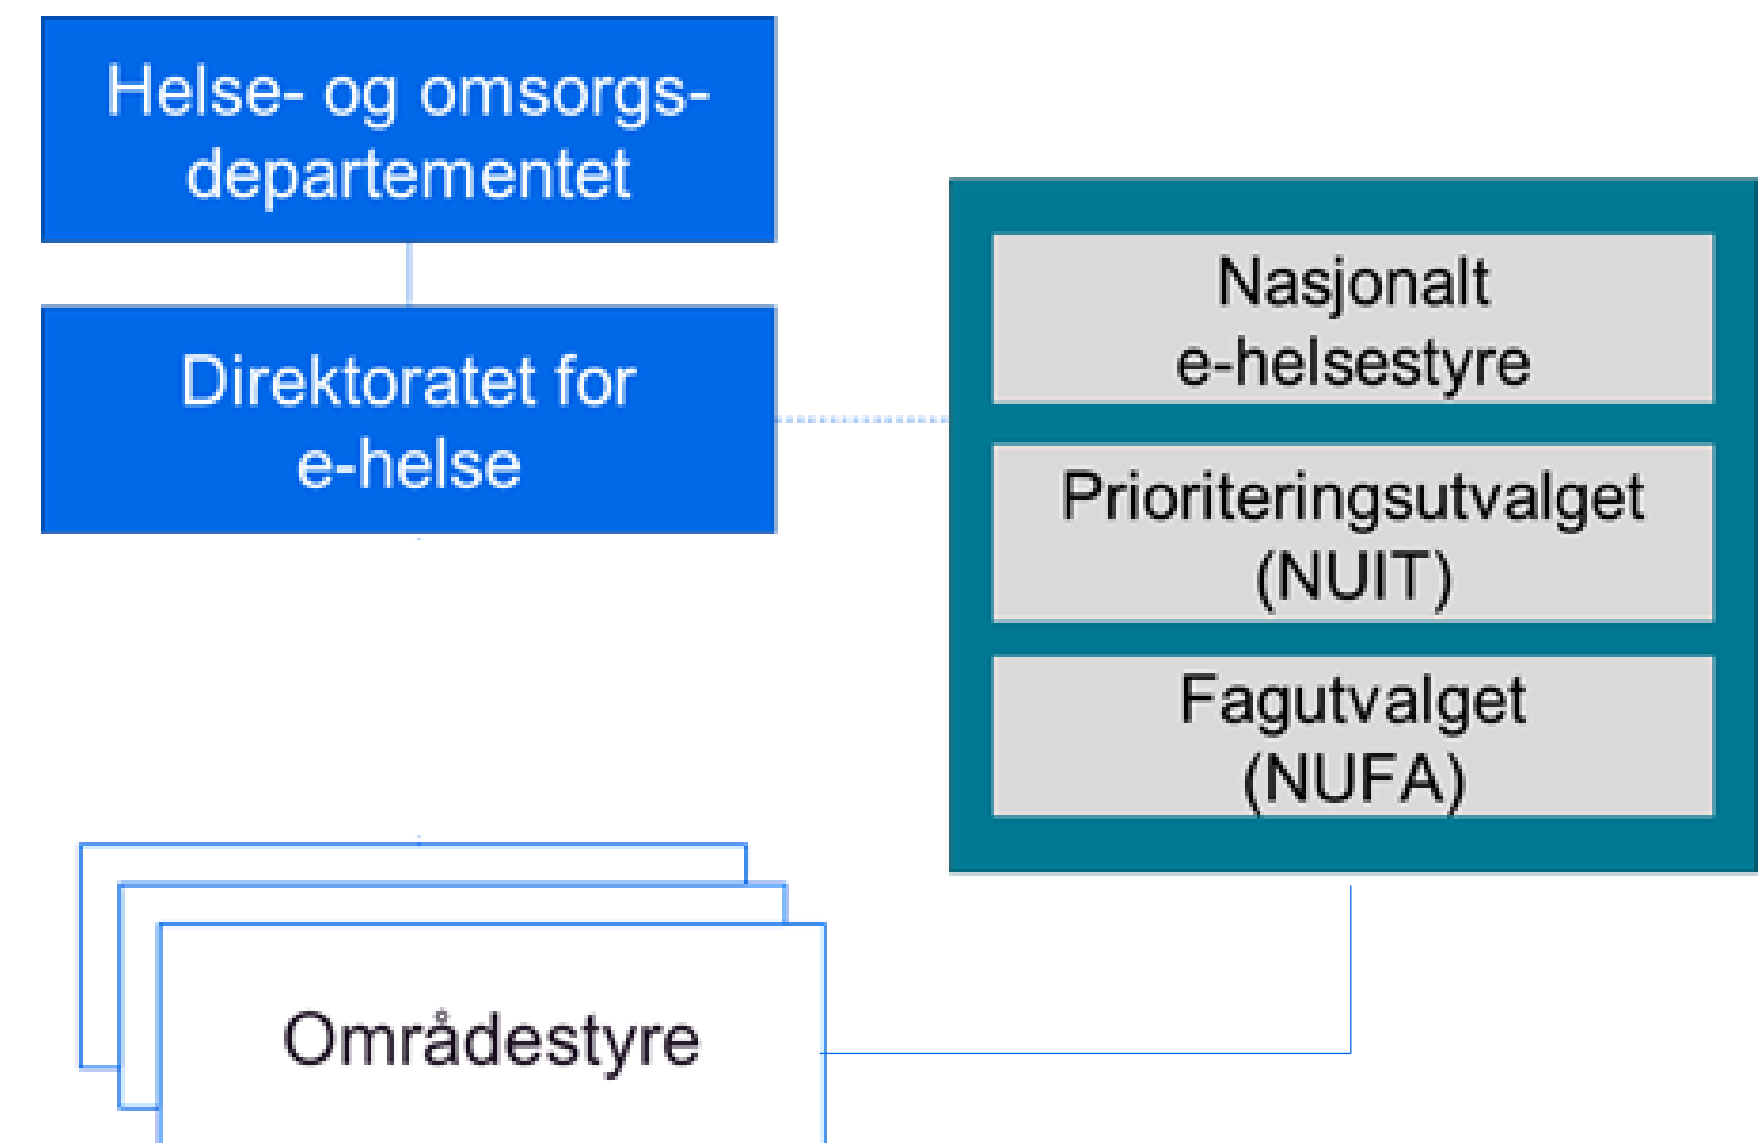 Helse- og omsorgs-
departementet
Direktoratet for
e-helse
Nasjonalt
e-helsestyre
Prioriteringsutvalget
(NUIT)
Fagutvalget
(NUFA)
Områdestyre